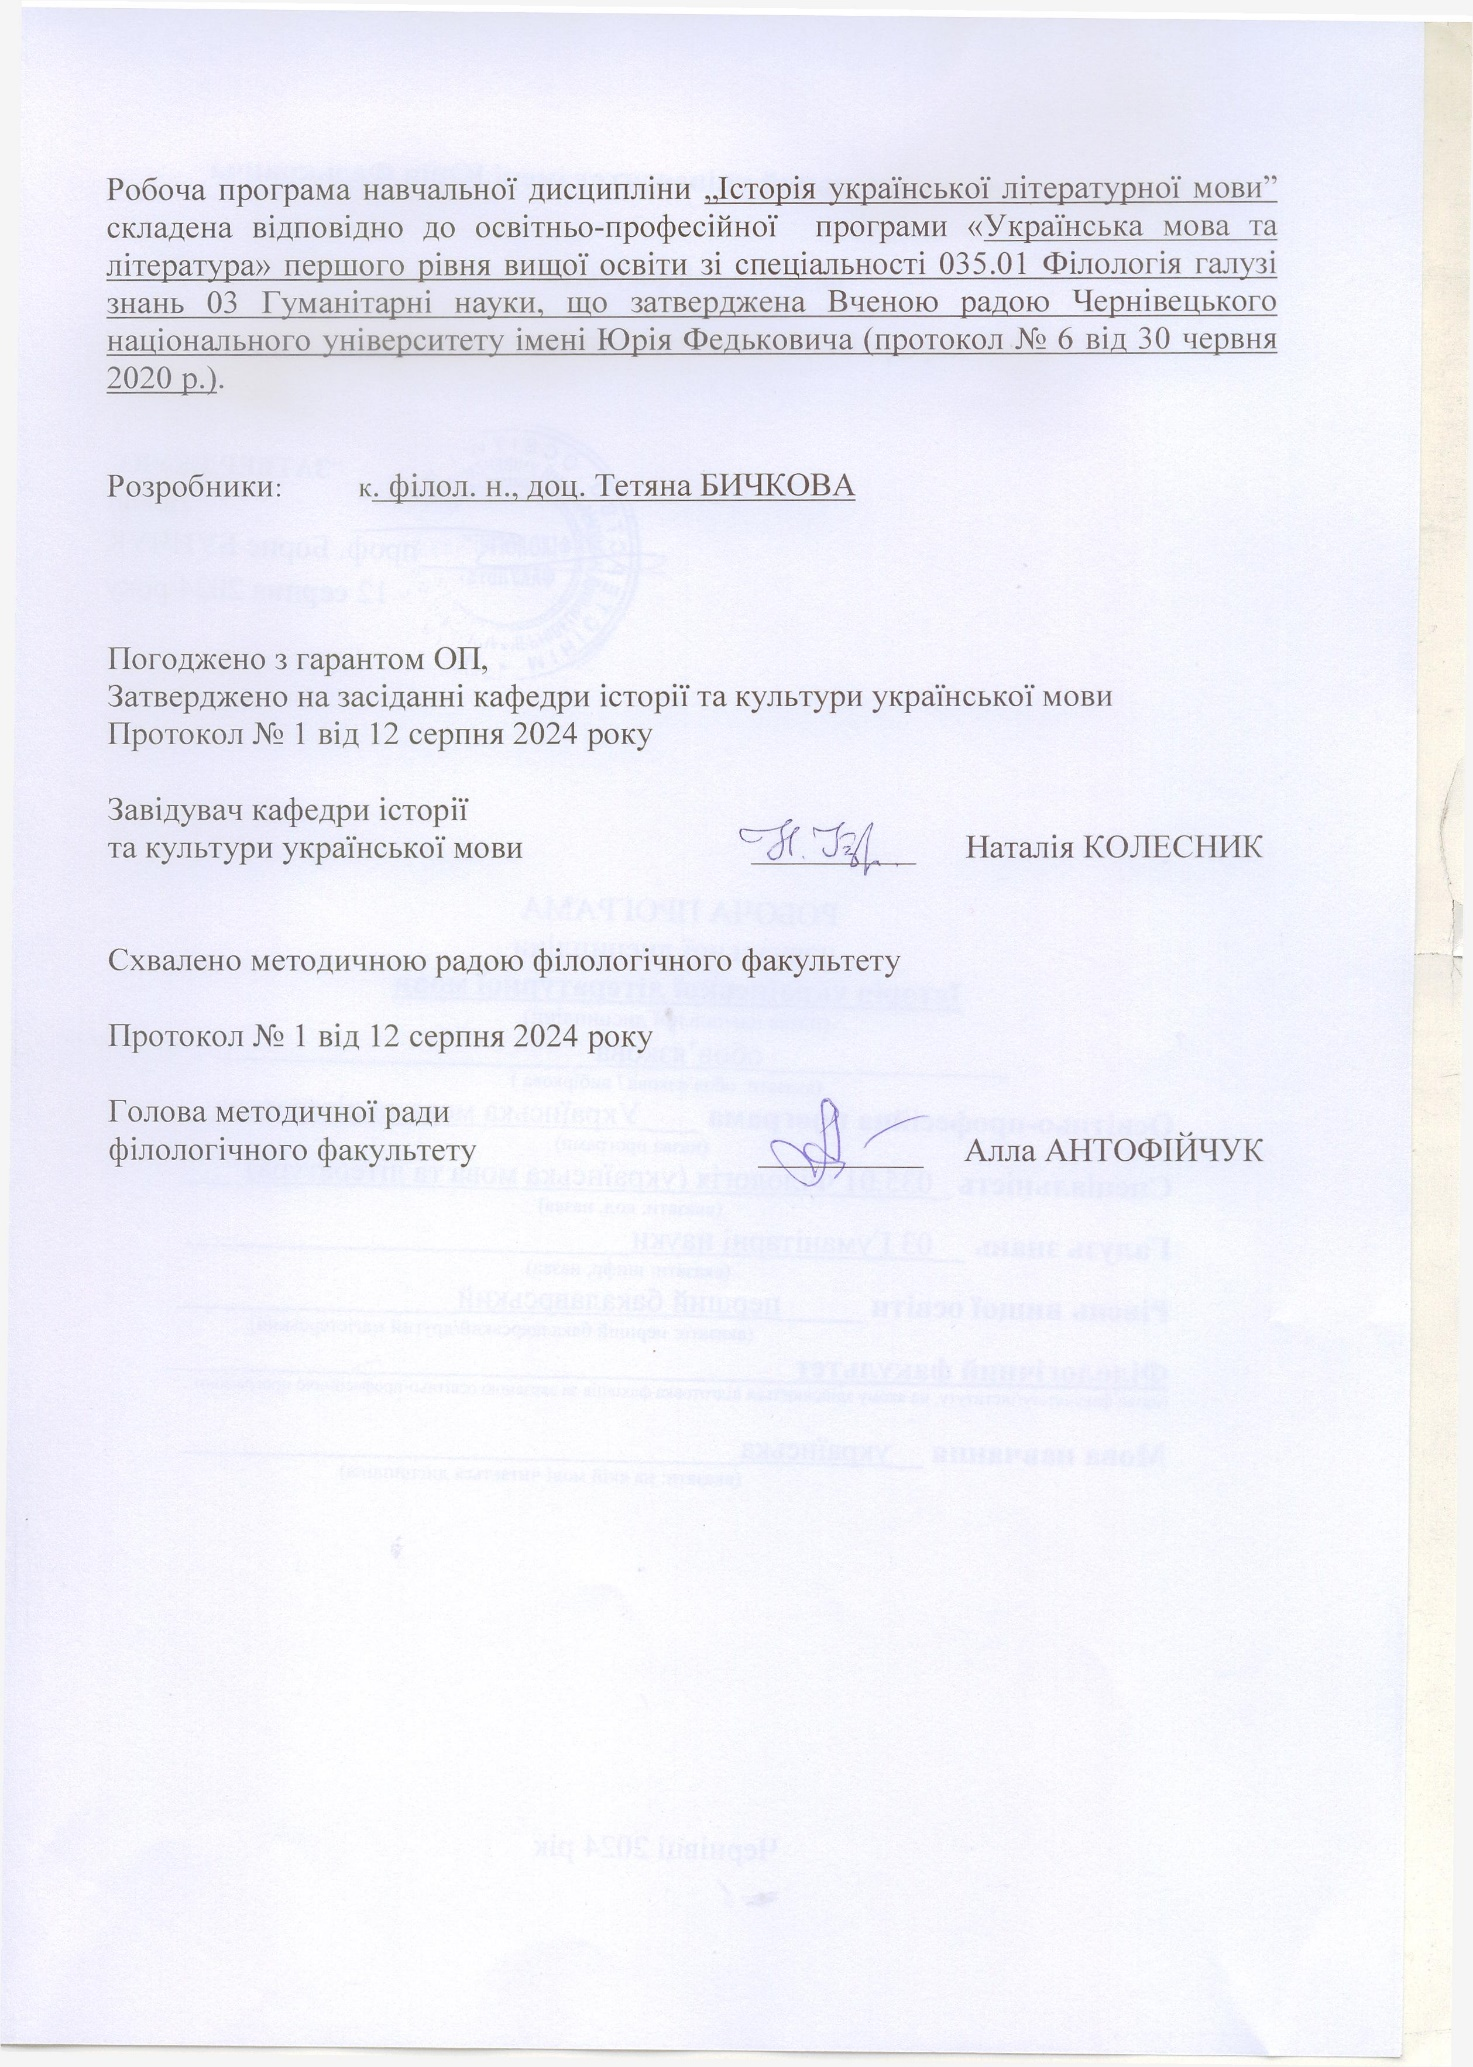 Робоча програма навчальної дисципліни „Історія української літературної мови”
складена відповідно до освітньо-професійної програми «Українська мова та
література» першого рівня вищої освіти зі спеціальності 035.01 Філологія галузі
знань 03 Гуманітарні науки, що затверджена Вченою радою Чернівецького
національного університету імені Юрія Федьковича (протокол № 6 від 30 червня
2020 р.).
Розробники: к. філол. н., доц. Тетяна БИЧКОВА
Погоджено з гарантом ОП,
Затверджено на засіданні кафедри історії та культури української мови
Протокол № 1 від 12 серпня 2024 року
Завідувач кафедри історії
та культури української мови Наталія КОЛЕСНИК
Схвалено методичною радою філологічного факультету
Протокол № 1 від 12 серпня 2024 року
Голова методичної ради
філологічного факультету Алла АНТОФІЙЧУК